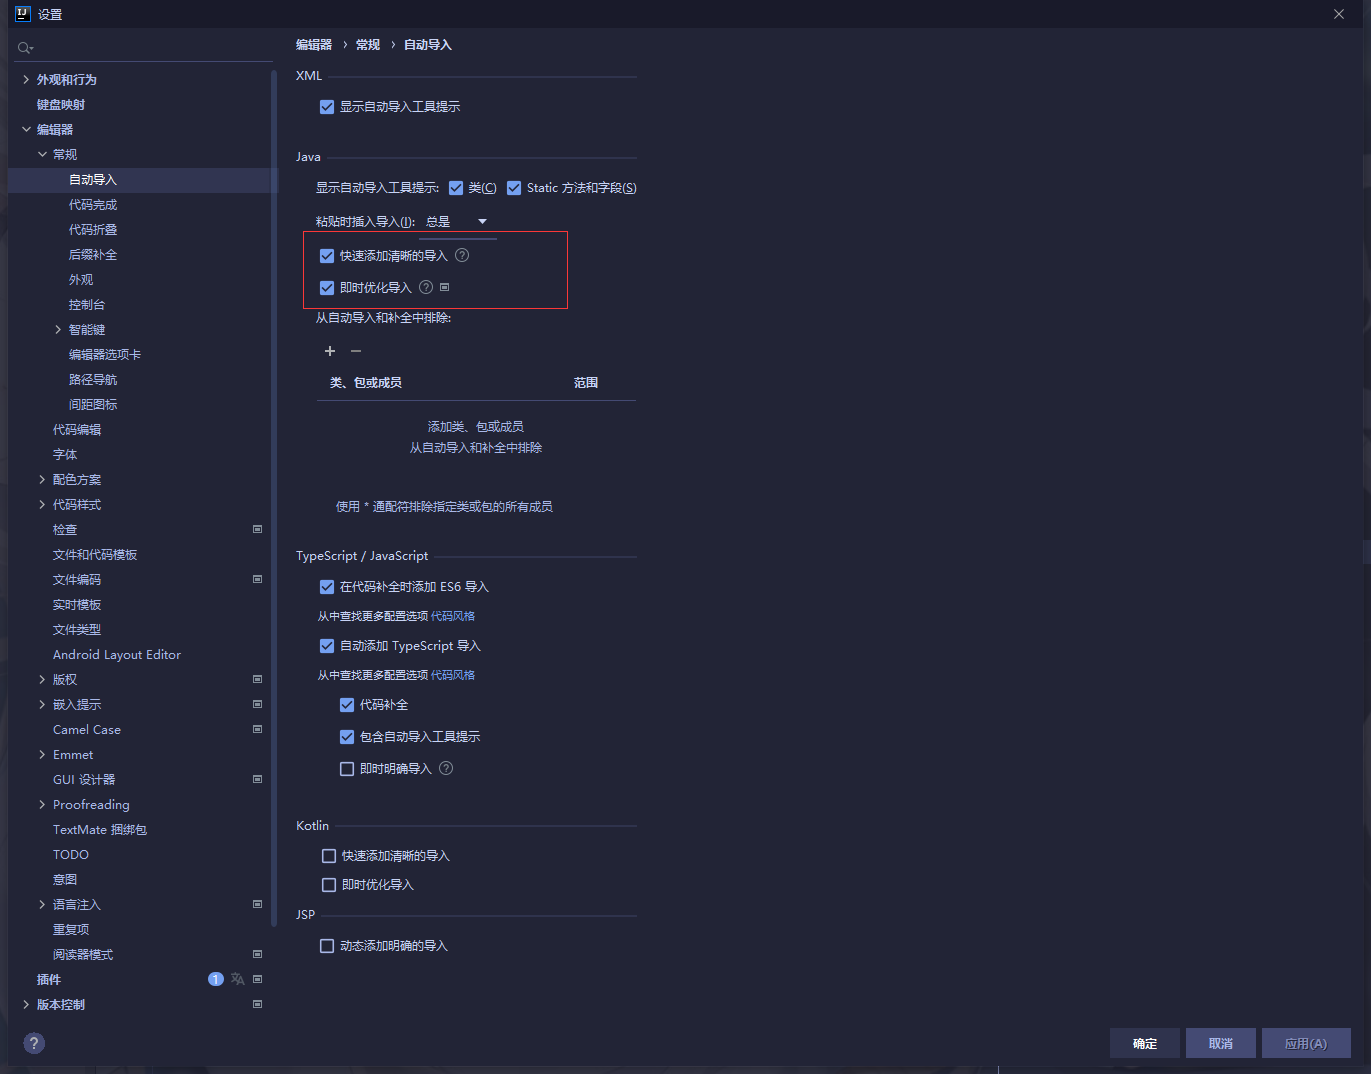 设置
外观和行为
键盘映射
编辑器
常规
自动导入
代码完成
代码折叠
后缀补全
外观
控制台
智能键
编辑器选项卡
路径导航
间距图标
代码编辑
字体
配色方案
代码样式
检查
文件和代码模板
文件编码
实时模板
文件类型
Android Layout Editor
版权
嵌入提示
Camel Case
Emmet
GUI 设计器
Proofreading
TextMate 捆绑包
TODO
意图
语言注入
重复项
阅读器模式
插件 1
版本控制
编辑器 › 常规 › 自动导入
XML
显示自动导入工具提示
Java
显示自动导入工具提示: 类(C) Static 方法和字段(S)
粘贴时插入导入(I): 总是
快速添加清晰的导入 ?
即时优化导入 ?
从自动导入和补全中排除:
+ −
类、包或成员 范围
添加类、包或成员
从自动导入和补全中排除
使用 * 通配符排除指定类或包的所有成员
TypeScript / JavaScript
在代码补全时添加 ES6 导入
从中查找更多配置选项 代码风格
自动添加 TypeScript 导入
从中查找更多配置选项 代码风格
代码补全
包含自动导入工具提示
即时明确导入 ?
Kotlin
快速添加清晰的导入
即时优化导入
JSP
动态添加明确的导入
? 确定 取消 应用(A)